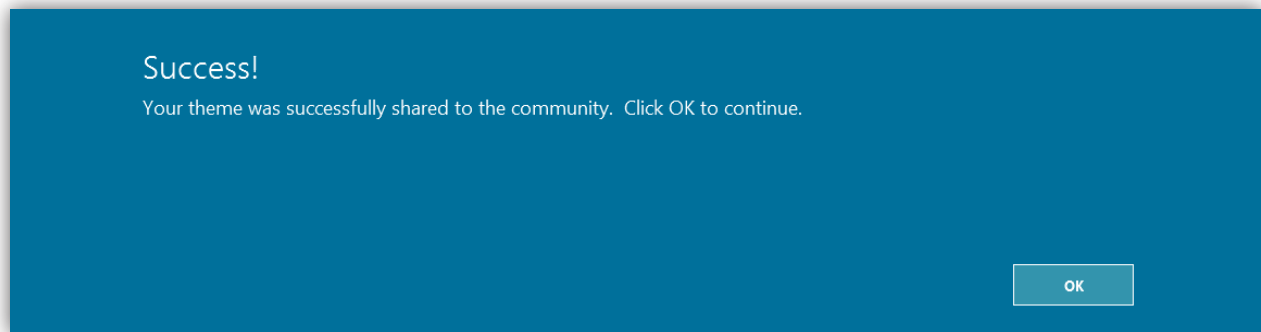 Success!
Your theme was successfully shared to the community.  Click OK to continue.
OK